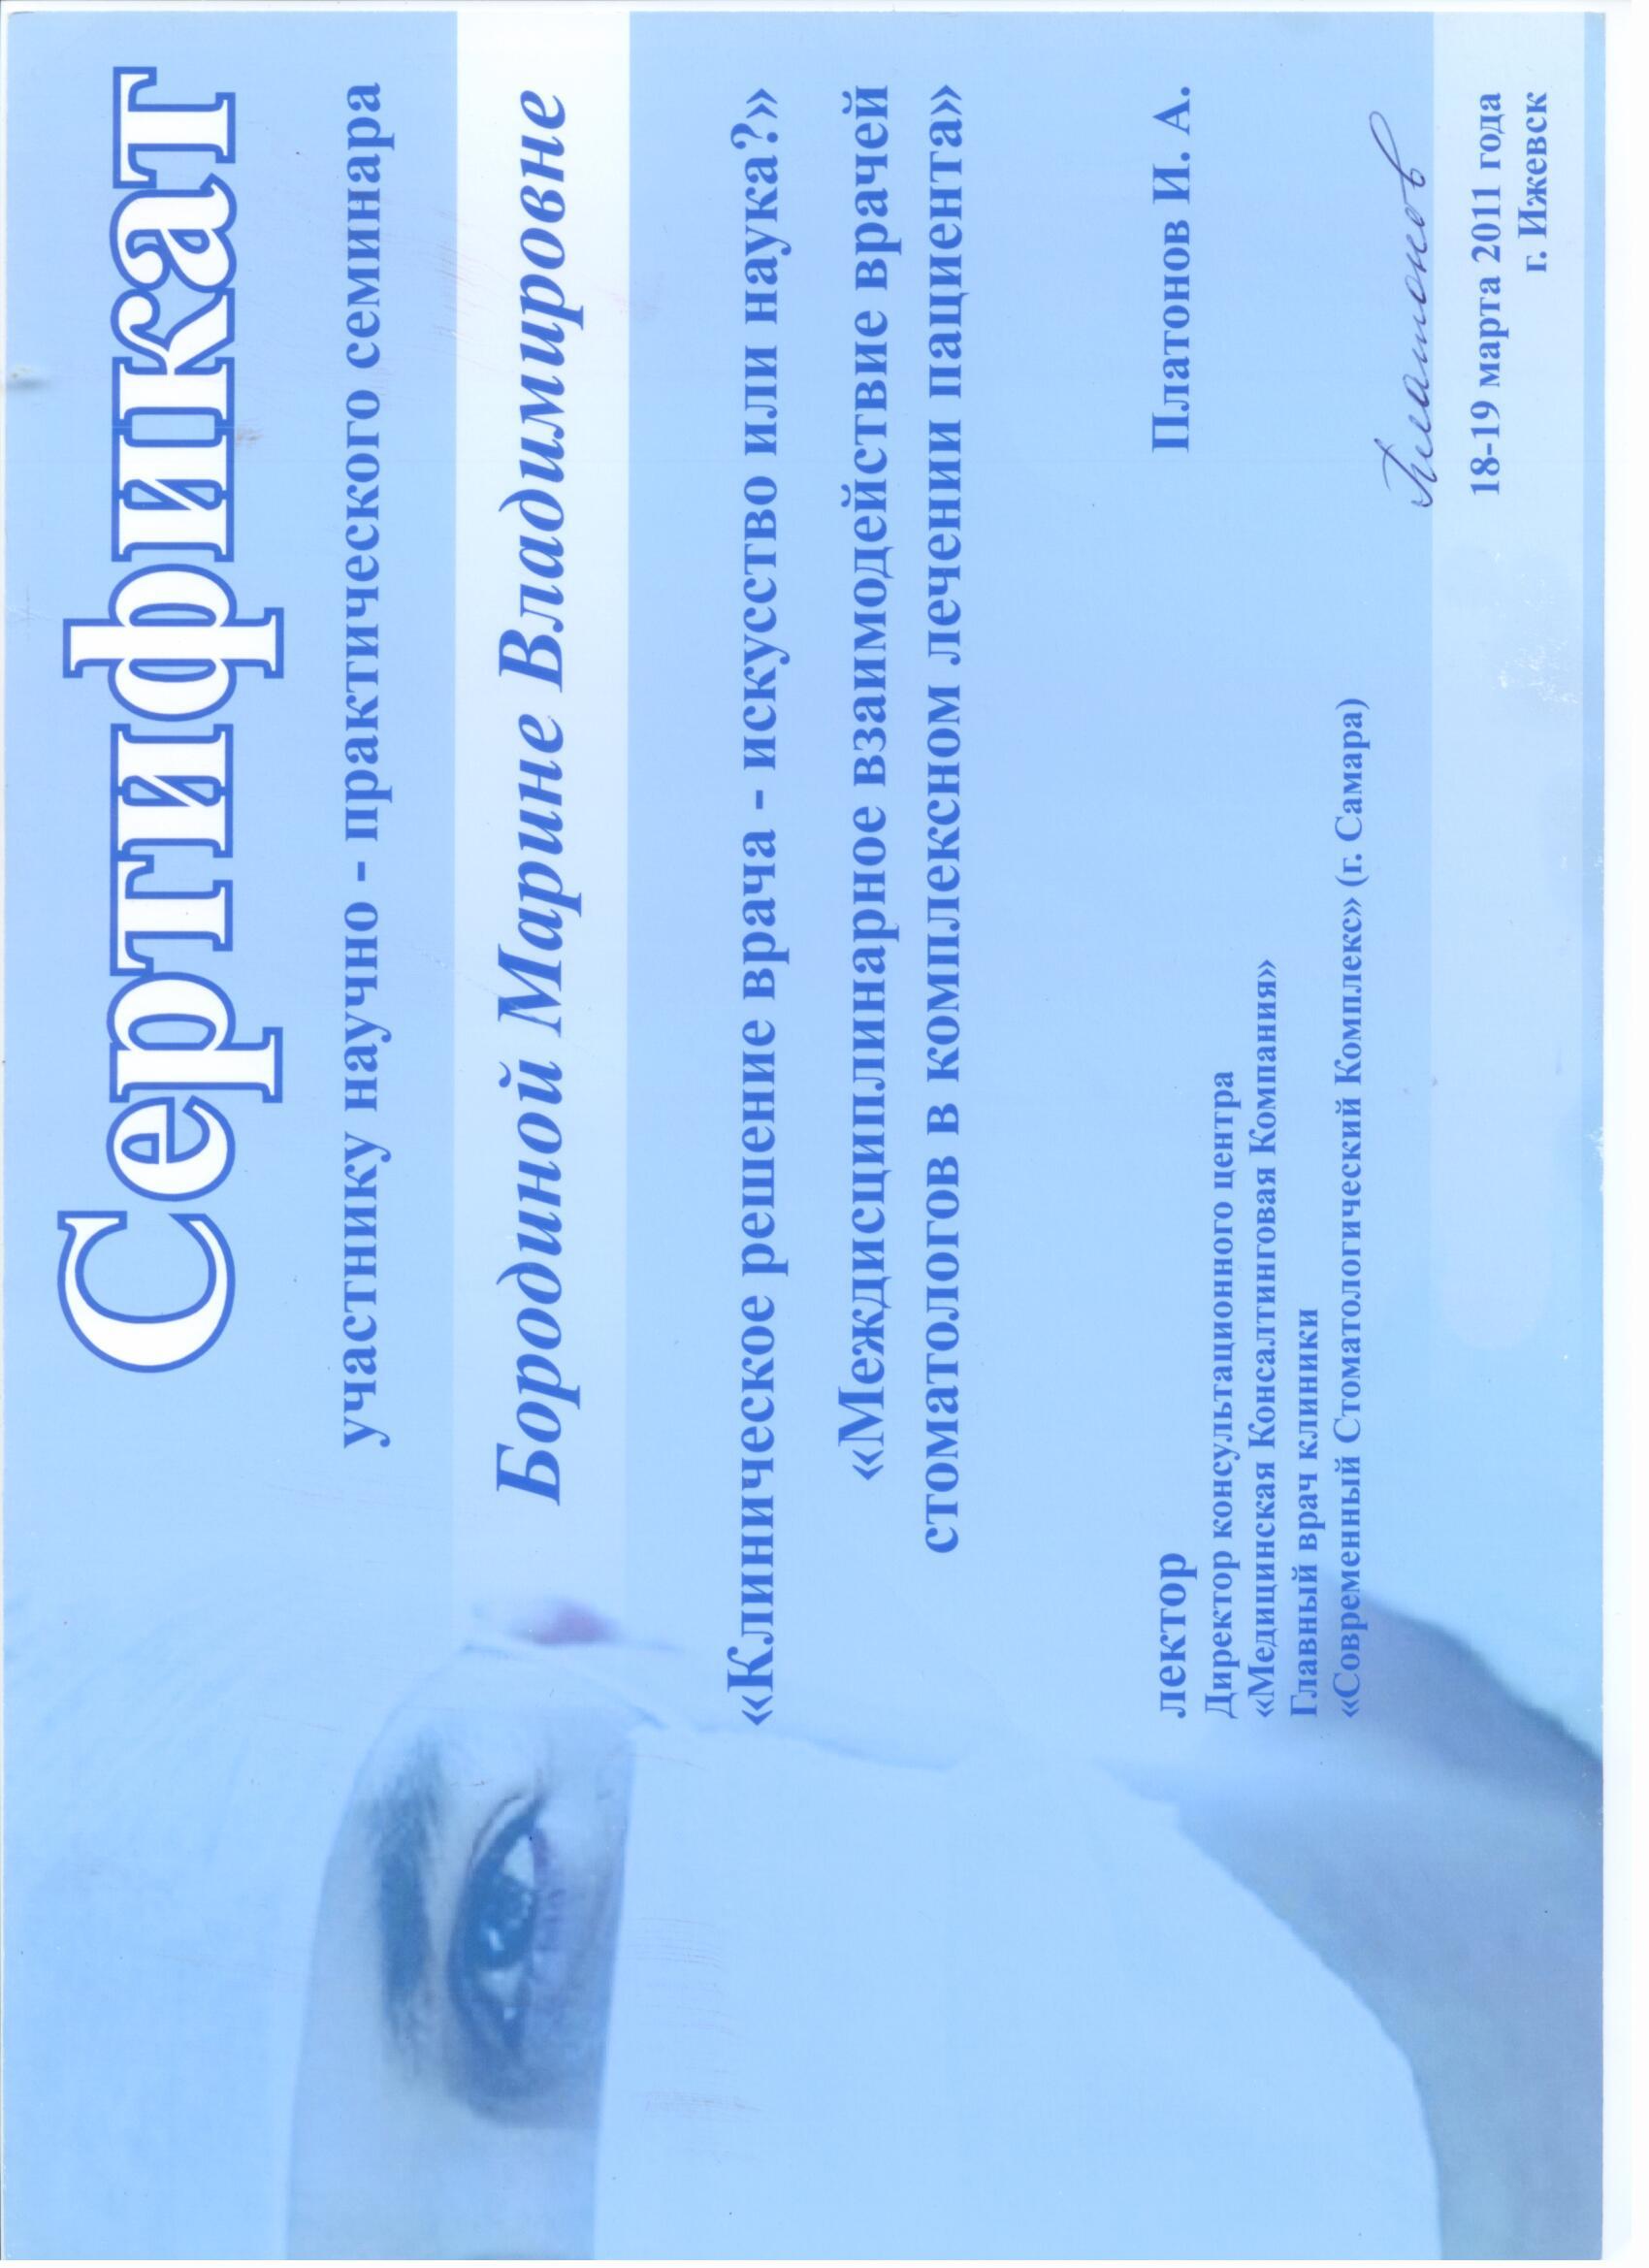 Сертификат
участнику научно - практического семинара
Бородиной Марине Владимировне
«Клиническое решение врача - искусство или наука?»
«Междисциплинарное взаимодействие врачей
стоматологов в комплексном лечении пациента»
лектор Платонов И. А.
Директор консультационного центра
«Медицинская Консалтинговая Компания»
Главный врач клиники
«Современный Стоматологический Комплекс» (г. Самара)
Платонов
18-19 марта 2011 года
г. Ижевск